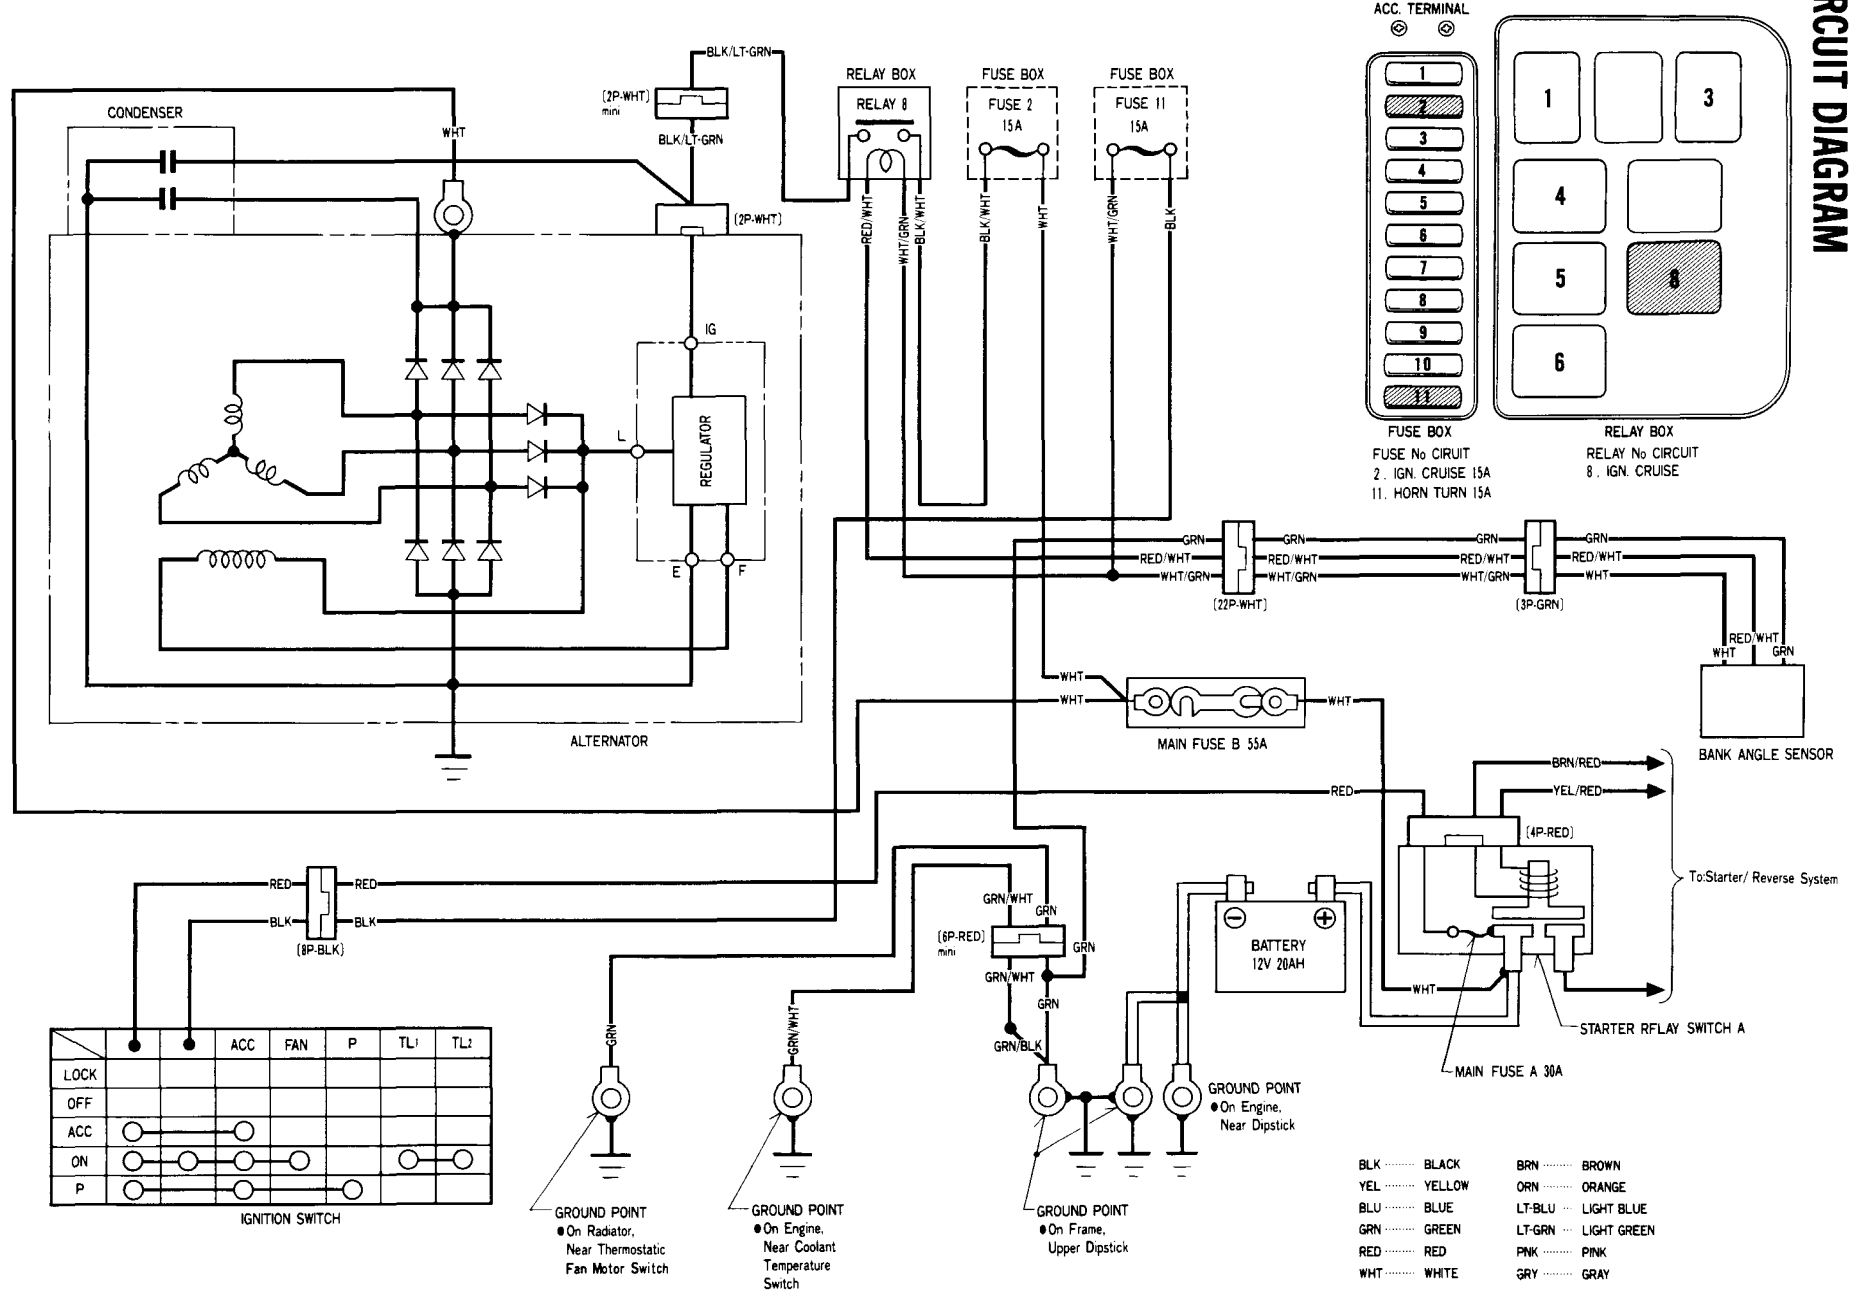 RCUIT DIAGRAM
ACC. TERMINAL
1
2
3
4
5
6
7
8
9
10
11
FUSE BOX
FUSE No CIRUIT
2. IGN. CRUISE 15A
11. HORN TURN 15A
1
3
4
5
8
6
RELAY BOX
RELAY No CIRCUIT
8. IGN. CRUISE
CONDENSER
WHT
(2P-WHT)
mini
BLK/LT-GRN
BLK/LT-GRN
(2P-WHT)
RELAY BOX
RELAY 8
FUSE BOX
FUSE 2
15A
FUSE BOX
FUSE 11
15A
RED/WHT
WHT/GRN
BLK/WHT
BLK/WHT
WHT
WHT/GRN
BLK
IG
L
REGULATOR
E
F
ALTERNATOR
GRN
GRN
GRN
GRN
RED/WHT
RED/WHT
RED/WHT
RED/WHT
WHT/GRN
WHT/GRN
WHT/GRN
WHT
(22P-WHT)
(3P-GRN)
RED/WHT
WHT
GRN
BANK ANGLE SENSOR
WHT
WHT
WHT
MAIN FUSE B 55A
BRN/RED
YEL/RED
RED
(4P-RED)
To:Starter/ Reverse System
RED
RED
BLK
BLK
(8P-BLK)
GRN/WHT
GRN
(6P-RED)
mini
GRN
GRN/WHT
GRN
GRN/BLK
BATTERY
12V 20AH
WHT
STARTER RFLAY SWITCH A
MAIN FUSE A 30A
GRN
GRN/WHT
ACC FAN P TL1 TL2
LOCK
OFF
ACC
ON
P
IGNITION SWITCH
GROUND POINT
●On Radiator,
Near Thermostatic
Fan Motor Switch
GROUND POINT
●On Engine,
Near Coolant
Temperature
Switch
GROUND POINT
●On Frame,
Upper Dipstick
GROUND POINT
●On Engine,
Near Dipstick
BLK ........ BLACK
YEL ........ YELLOW
BLU ........ BLUE
GRN ........ GREEN
RED ........ RED
WHT ........ WHITE
BRN ........ BROWN
ORN ........ ORANGE
LT-BLU ... LIGHT BLUE
LT-GRN ... LIGHT GREEN
PNK ........ PINK
GRY ........ GRAY